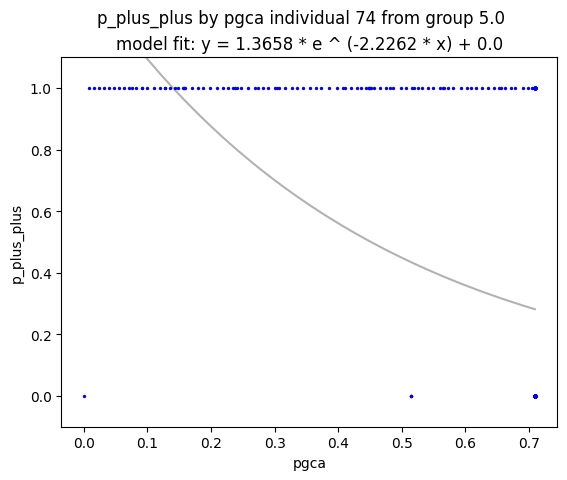 p_plus_plus by pgca individual 74 from group 5.0
model fit: y = 1.3658 * e ^ (-2.2262 * x) + 0.0
1.0
0.8
0.6
0.4
0.2
0.0
p_plus_plus
0.0 0.1 0.2 0.3 0.4 0.5 0.6 0.7
pgca